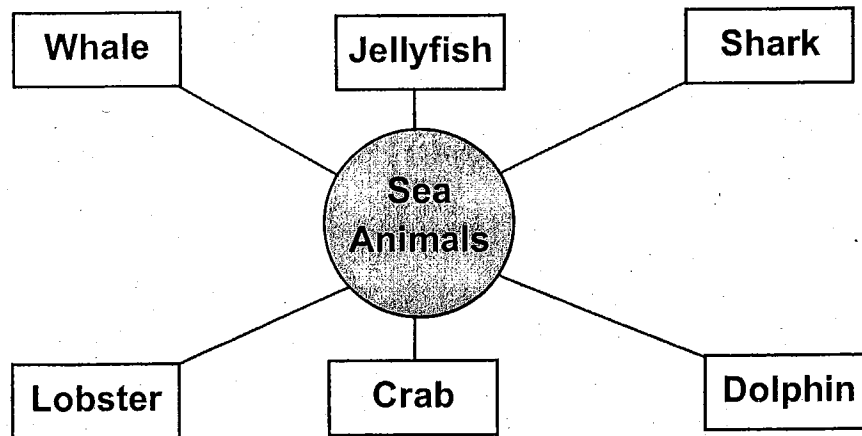 Whale
Jellyfish
Shark
Sea
Animals
Lobster
Crab
Dolphin